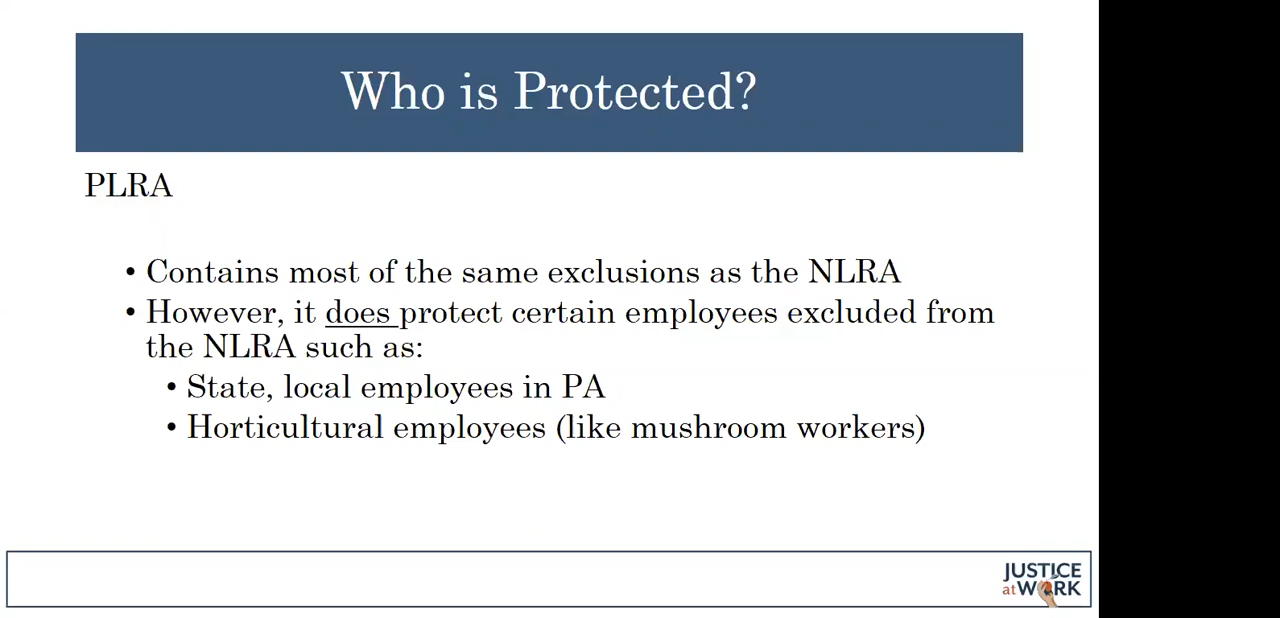 Who is Protected?
PLRA
• Contains most of the same exclusions as the NLRA
• However, it does protect certain employees excluded from
the NLRA such as:
• State, local employees in PA
• Horticultural employees (like mushroom workers)
JUSTICE
at WORK